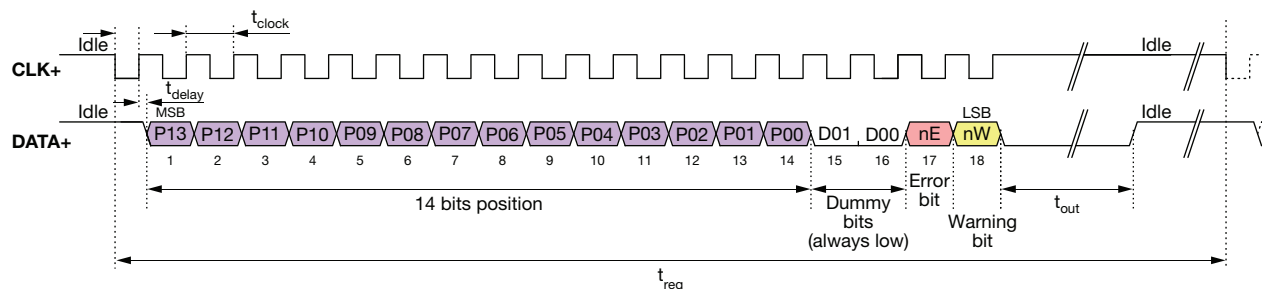 t_clock
Idle
Idle
CLK+
t_delay
Idle
MSB
LSB
Idle
DATA+
P13 P12 P11 P10 P09 P08 P07 P06 P05 P04 P03 P02 P01 P00 D01 D00 nE nW
1 2 3 4 5 6 7 8 9 10 11 12 13 14 15 16 17 18
14 bits position
Dummy
bits
(always low)
Error
bit
Warning
bit
t_out
t_req